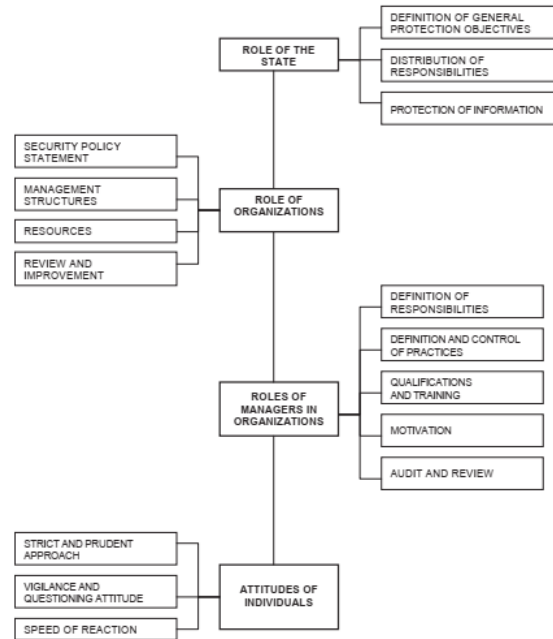 DEFINITION OF GENERAL
PROTECTION OBJECTIVES
ROLE OF THE
STATE
DISTRIBUTION OF
RESPONSIBILITIES
PROTECTION OF INFORMATION
SECURITY POLICY
STATEMENT
MANAGEMENT
STRUCTURES
RESOURCES
REVIEW AND
IMPROVEMENT
ROLE OF
ORGANIZATIONS
DEFINITION OF
RESPONSIBILITIES
DEFINITION AND CONTROL
OF PRACTICES
QUALIFICATIONS
AND TRAINING
MOTIVATION
AUDIT AND REVIEW
ROLES OF
MANAGERS IN
ORGANIZATIONS
STRICT AND PRUDENT
APPROACH
VIGILANCE AND
QUESTIONING ATTITUDE
SPEED OF REACTION
ATTITUDES OF
INDIVIDUALS